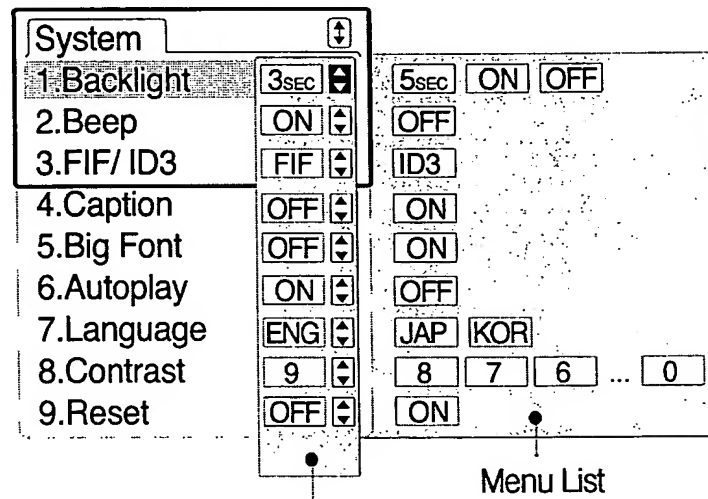 System
1.Backlight 3SEC 5SEC ON OFF
2.Beep ON OFF
3.FIF/ ID3 FIF ID3
4.Caption OFF ON
5.Big Font OFF ON
6.Autoplay ON OFF
7.Language ENG JAP KOR
8.Contrast 9 8 7 6 ... 0
9.Reset OFF ON
Menu List